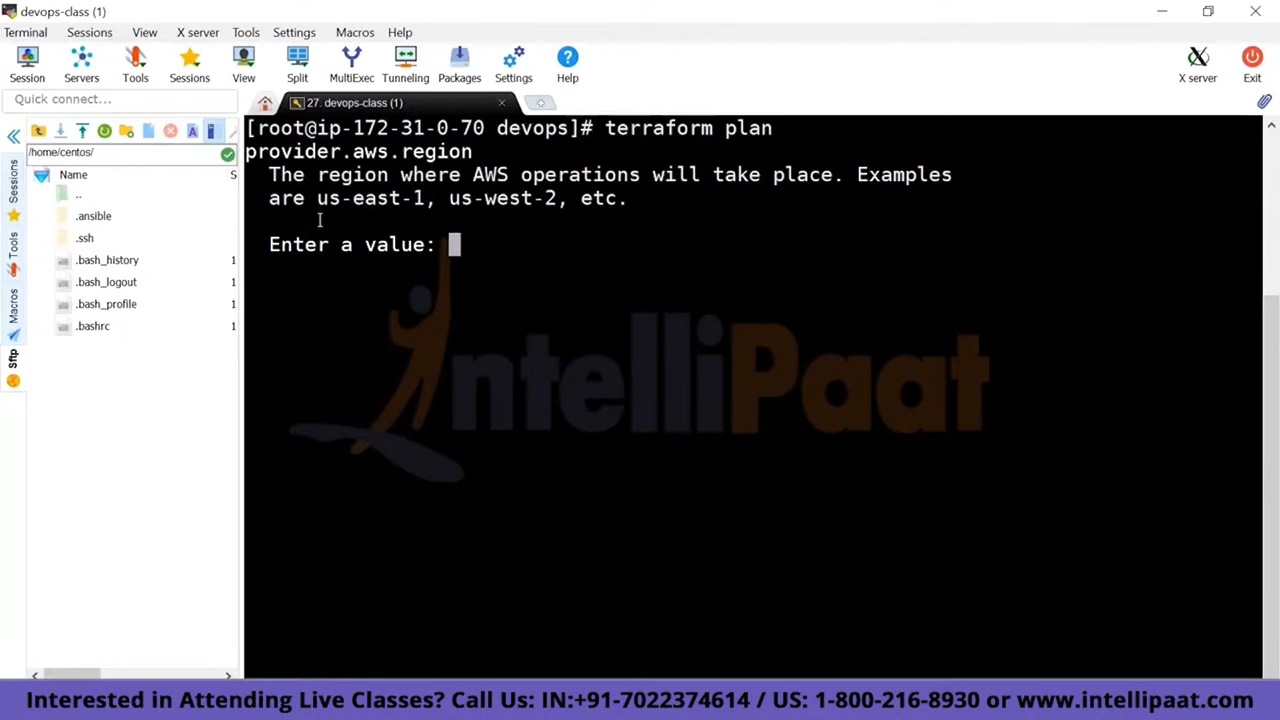 devops-class (1)
Terminal Sessions View X server Tools Settings Macros Help
Session Servers Tools Sessions View Split MultiExec Tunneling Packages Settings Help X server Exit
Quick connect...
27. devops-class (1)
/home/centos/
Name S
..
.ansible
.ssh
.bash_history 1
.bash_logout 1
.bash_profile 1
.bashrc 1
Sessions
Tools
Macros
Sftp
[root@ip-172-31-0-70 devops]# terraform plan
provider.aws.region
The region where AWS operations will take place. Examples
are us-east-1, us-west-2, etc.
Enter a value:
IntelliPaat
Interested in Attending Live Classes? Call Us: IN:+91-7022374614 / US: 1-800-216-8930 or www.intellipaat.com